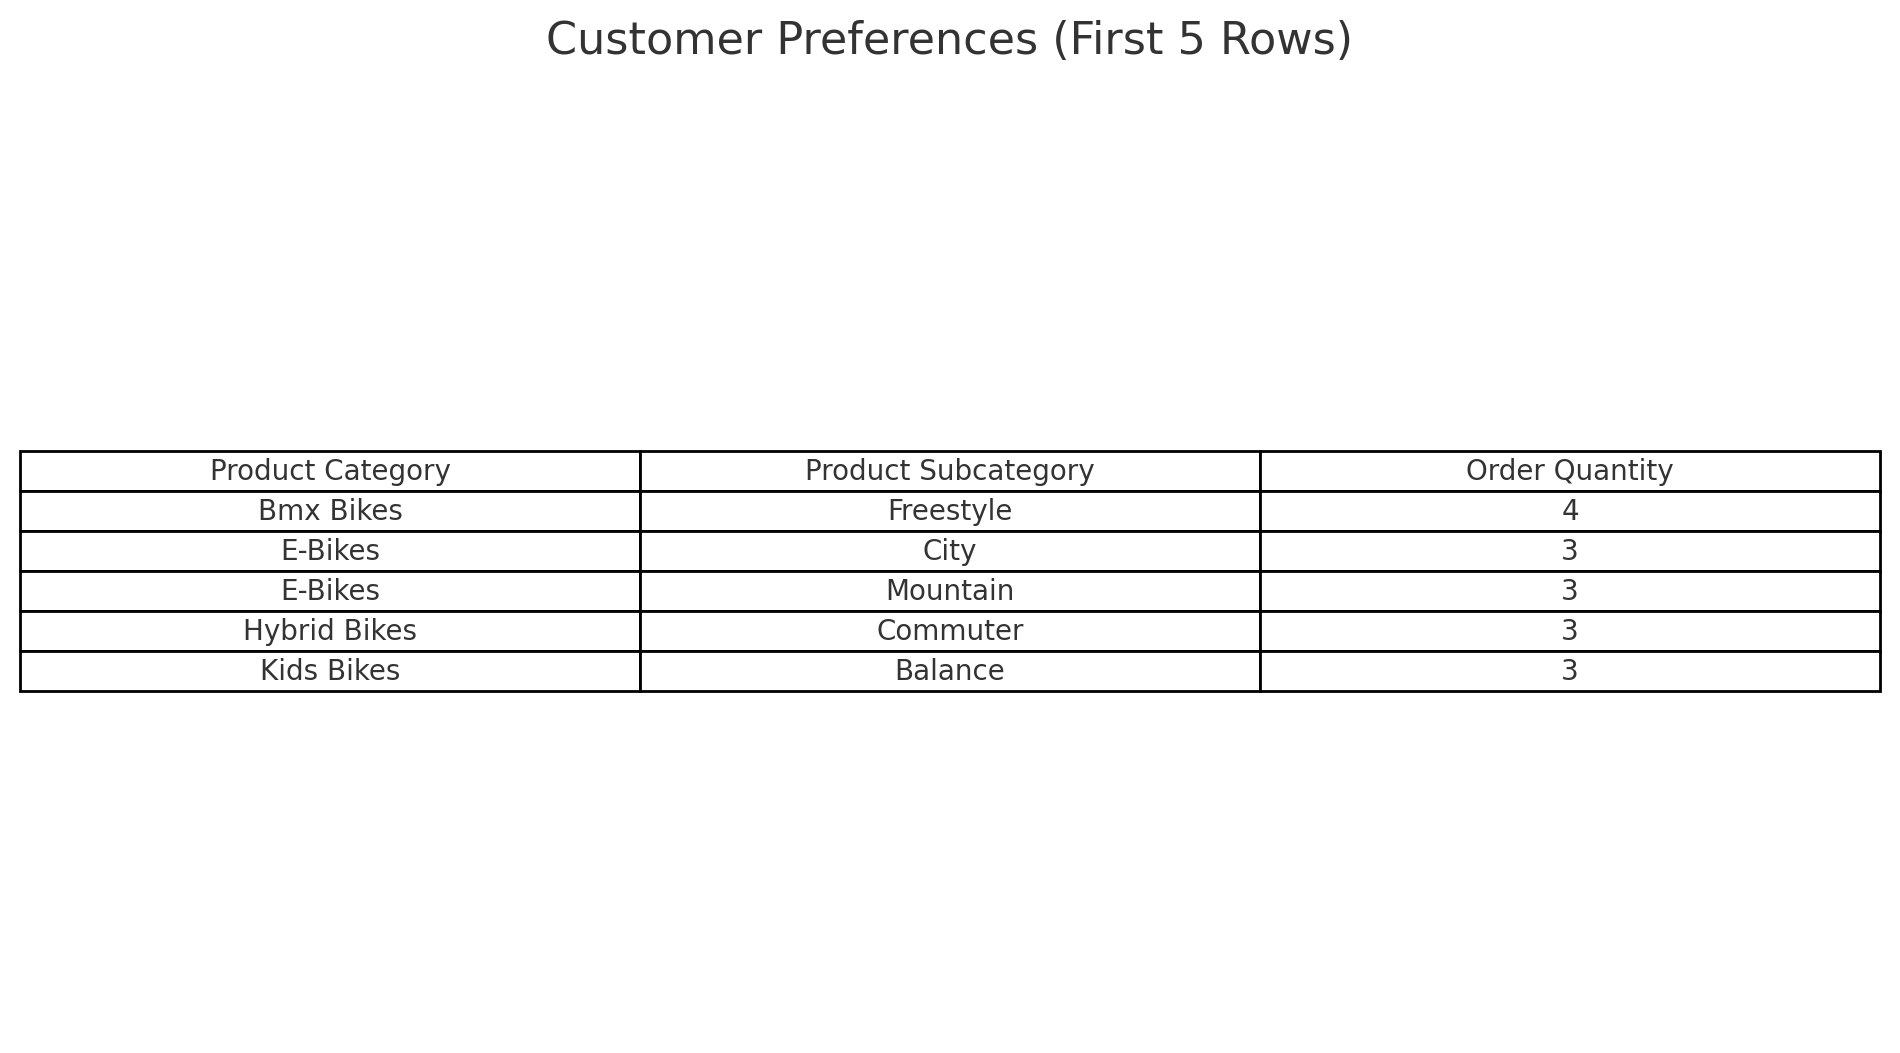 Customer Preferences (First 5 Rows)
Product Category Product Subcategory Order Quantity
Bmx Bikes Freestyle 4
E-Bikes City 3
E-Bikes Mountain 3
Hybrid Bikes Commuter 3
Kids Bikes Balance 3